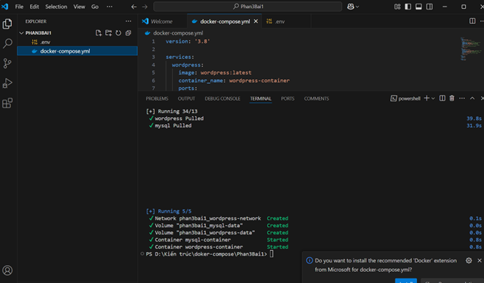 File Edit Selection View Go ... Phan3Bai1
EXPLORER ...
PHAN3BAI1
.env
docker-compose.yml
Welcome docker-compose.yml .env
docker-compose.yml
1 version: '3.8'
2
3 services:
4 wordpress:
5 image: wordpress:latest
6 container_name: wordpress-container
7 ports:
PROBLEMS OUTPUT DEBUG CONSOLE TERMINAL PORTS COMMENTS powershell
[+] Running 34/13
✓ wordpress Pulled 39.8s
✓ mysql Pulled 31.9s
[+] Running 5/5
✓ Network phan3bai1_wordpress-network Created 0.1s
✓ Volume "phan3bai1_mysql-data" Created 0.0s
✓ Volume "phan3bai1_wordpress-data" Created 0.0s
✓ Container mysql-container Started 0.8s
✓ Container wordpress-container Started 0.8s
PS D:\Kiến trúc\doker-compose\Phan3Bai1>
Do you want to install the recommended 'Docker' extension
from Microsoft for docker-compose.yml?